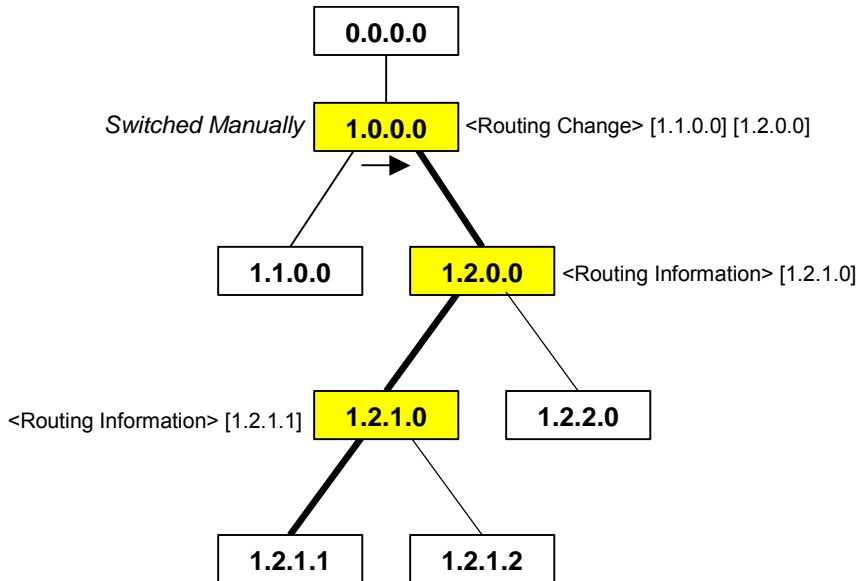 0.0.0.0
Switched Manually 1.0.0.0 <Routing Change> [1.1.0.0] [1.2.0.0]
1.1.0.0 1.2.0.0 <Routing Information> [1.2.1.0]
<Routing Information> [1.2.1.1] 1.2.1.0 1.2.2.0
1.2.1.1 1.2.1.2